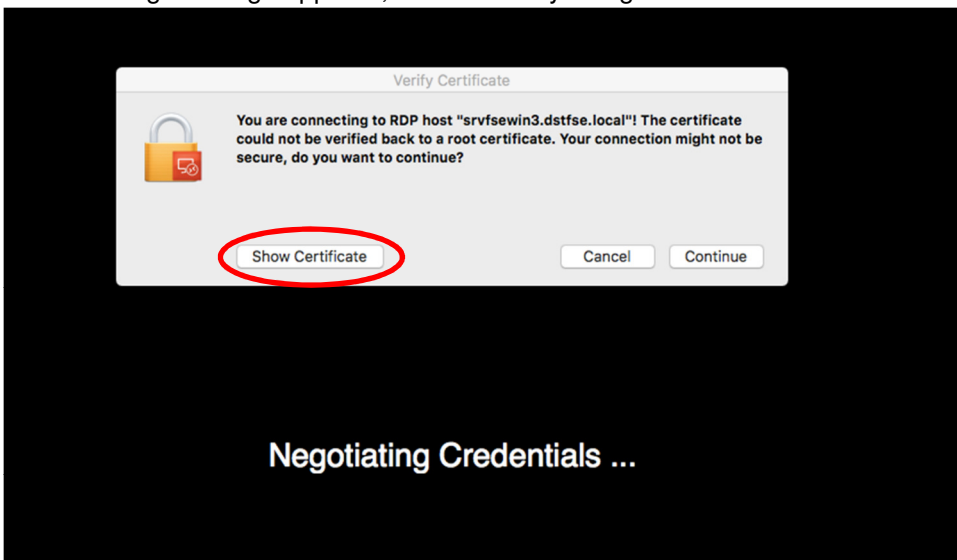 Verify Certificate
You are connecting to RDP host "srvfsewin3.dstfse.local"! The certificate
could not be verified back to a root certificate. Your connection might not be
secure, do you want to continue?
Show Certificate
Cancel
Continue
Negotiating Credentials ...